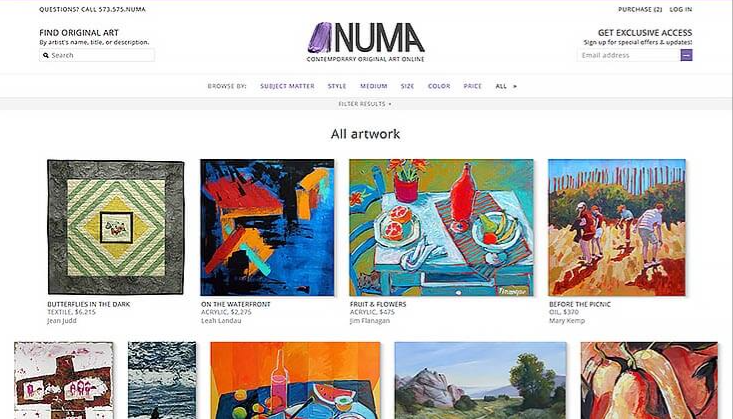 QUESTIONS? CALL 573.575.NUMA
PURCHASE (2) LOG IN
FIND ORIGINAL ART
By artist's name, title, or description.
Search
NUMA
CONTEMPORARY ORIGINAL ART ONLINE
GET EXCLUSIVE ACCESS
Sign up for special offers & updates!
Email address
BROWSE BY: SUBJECT MATTER STYLE MEDIUM SIZE COLOR PRICE ALL »
FILTER RESULTS
All artwork
BUTTERFLIES IN THE DARK
TEXTILE, $6,215
Jean Judd
ON THE WATERFRONT
ACRYLIC, $2,275
Leah Landau
FRUIT & FLOWERS
ACRYLIC, $475
Jim Flanagan
BEFORE THE PICNIC
OIL, $370
Mary Kemp